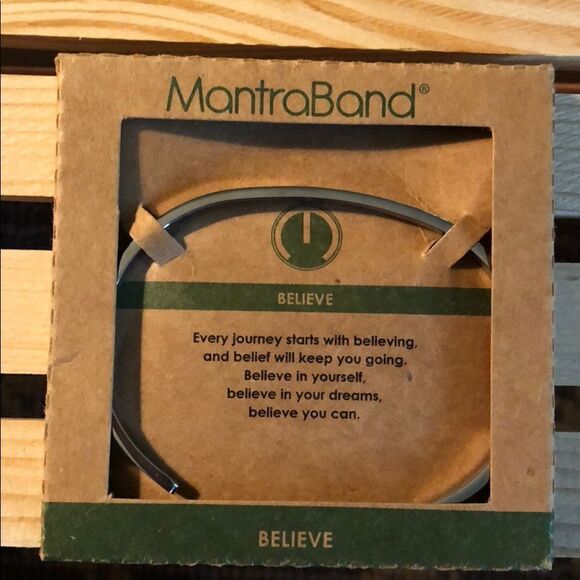 MantraBand®
BELIEVE
Every journey starts with believing,
and belief will keep you going.
Believe in yourself,
believe in your dreams,
believe you can.
BELIEVE